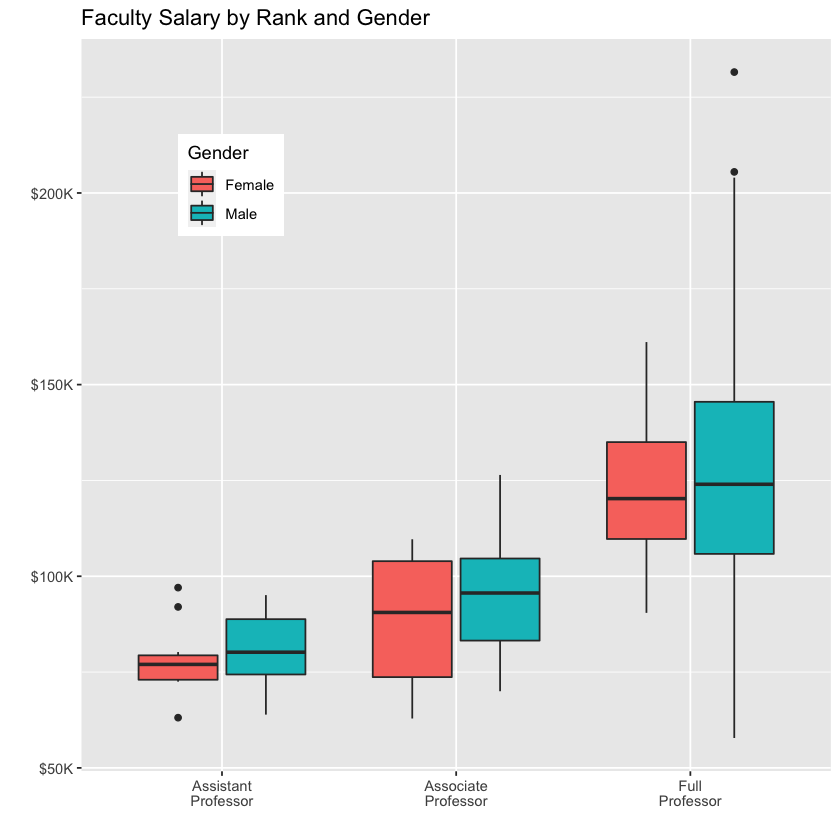 Faculty Salary by Rank and Gender
Gender
Female
Male
$200K
$150K
$100K
$50K
Assistant
Professor
Associate
Professor
Full
Professor